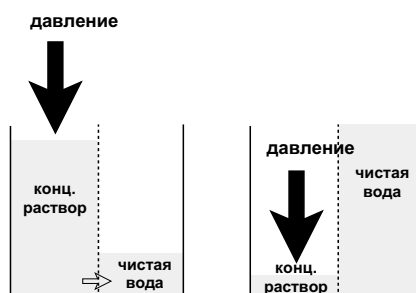 давление
конц.
раствор
чистая
вода
давление
чистая
вода
конц.
раствор